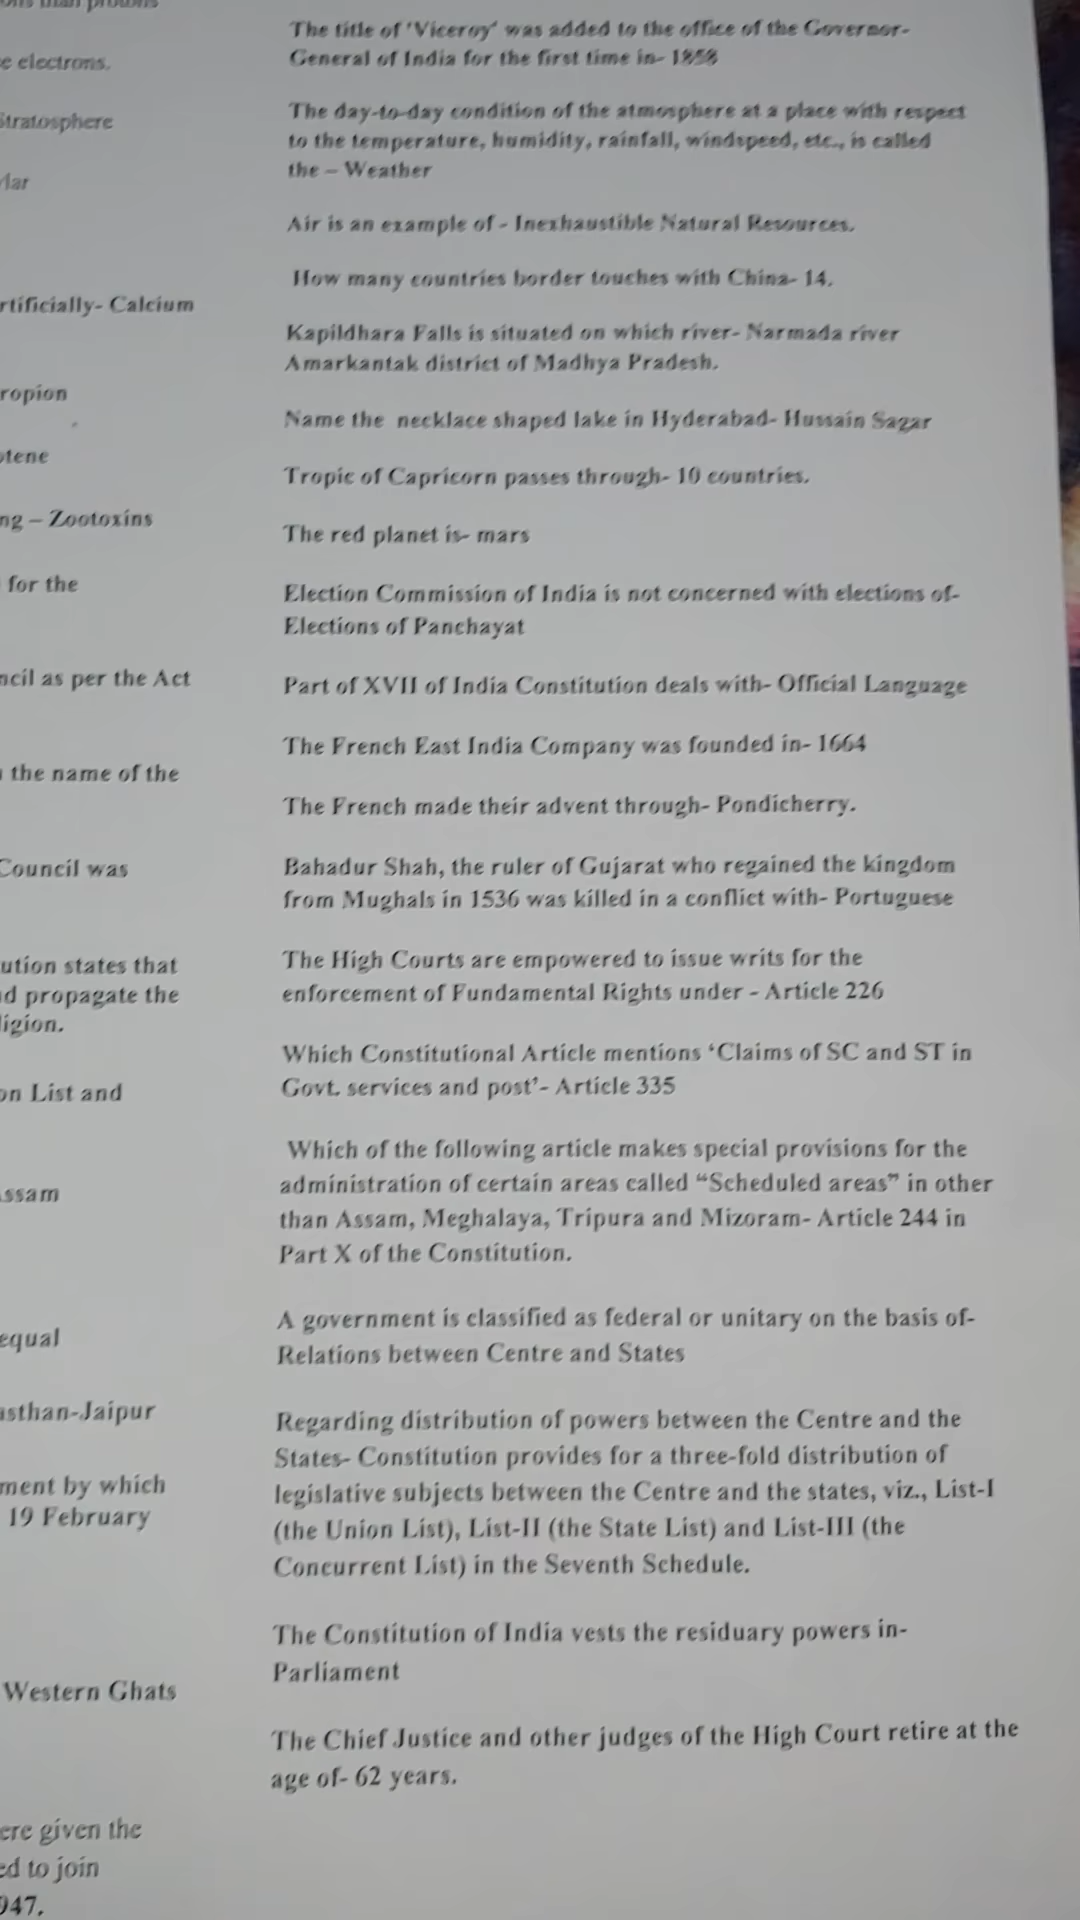 e electrons.
Stratosphere
rtificially- Calcium
ropion
otene
ng – Zootoxins
for the
ncil as per the Act
the name of the
Council was
ution states that
d propagate the
ligion.
on List and
ssam
equal
asthan-Jaipur
ment by which
19 February
Western Ghats
ere given the
ed to join
947.
The title of 'Viceroy' was added to the office of the Governor-
General of India for the first time in- 1858
The day-to-day condition of the atmosphere at a place with respect
to the temperature, humidity, rainfall, windspeed, etc., is called
the – Weather
Air is an example of - Inexhaustible Natural Resources.
How many countries border touches with China- 14.
Kapildhara Falls is situated on which river- Narmada river
Amarkantak district of Madhya Pradesh.
Name the necklace shaped lake in Hyderabad- Hussain Sagar
Tropic of Capricorn passes through- 10 countries.
The red planet is- mars
Election Commission of India is not concerned with elections of-
Elections of Panchayat
Part of XVII of India Constitution deals with- Official Language
The French East India Company was founded in- 1664
The French made their advent through- Pondicherry.
Bahadur Shah, the ruler of Gujarat who regained the kingdom
from Mughals in 1536 was killed in a conflict with- Portuguese
The High Courts are empowered to issue writs for the
enforcement of Fundamental Rights under - Article 226
Which Constitutional Article mentions ‘Claims of SC and ST in
Govt. services and post’- Article 335
Which of the following article makes special provisions for the
administration of certain areas called “Scheduled areas” in other
than Assam, Meghalaya, Tripura and Mizoram- Article 244 in
Part X of the Constitution.
A government is classified as federal or unitary on the basis of-
Relations between Centre and States
Regarding distribution of powers between the Centre and the
States- Constitution provides for a three-fold distribution of
legislative subjects between the Centre and the states, viz., List-I
(the Union List), List-II (the State List) and List-III (the
Concurrent List) in the Seventh Schedule.
The Constitution of India vests the residuary powers in-
Parliament
The Chief Justice and other judges of the High Court retire at the
age of- 62 years.